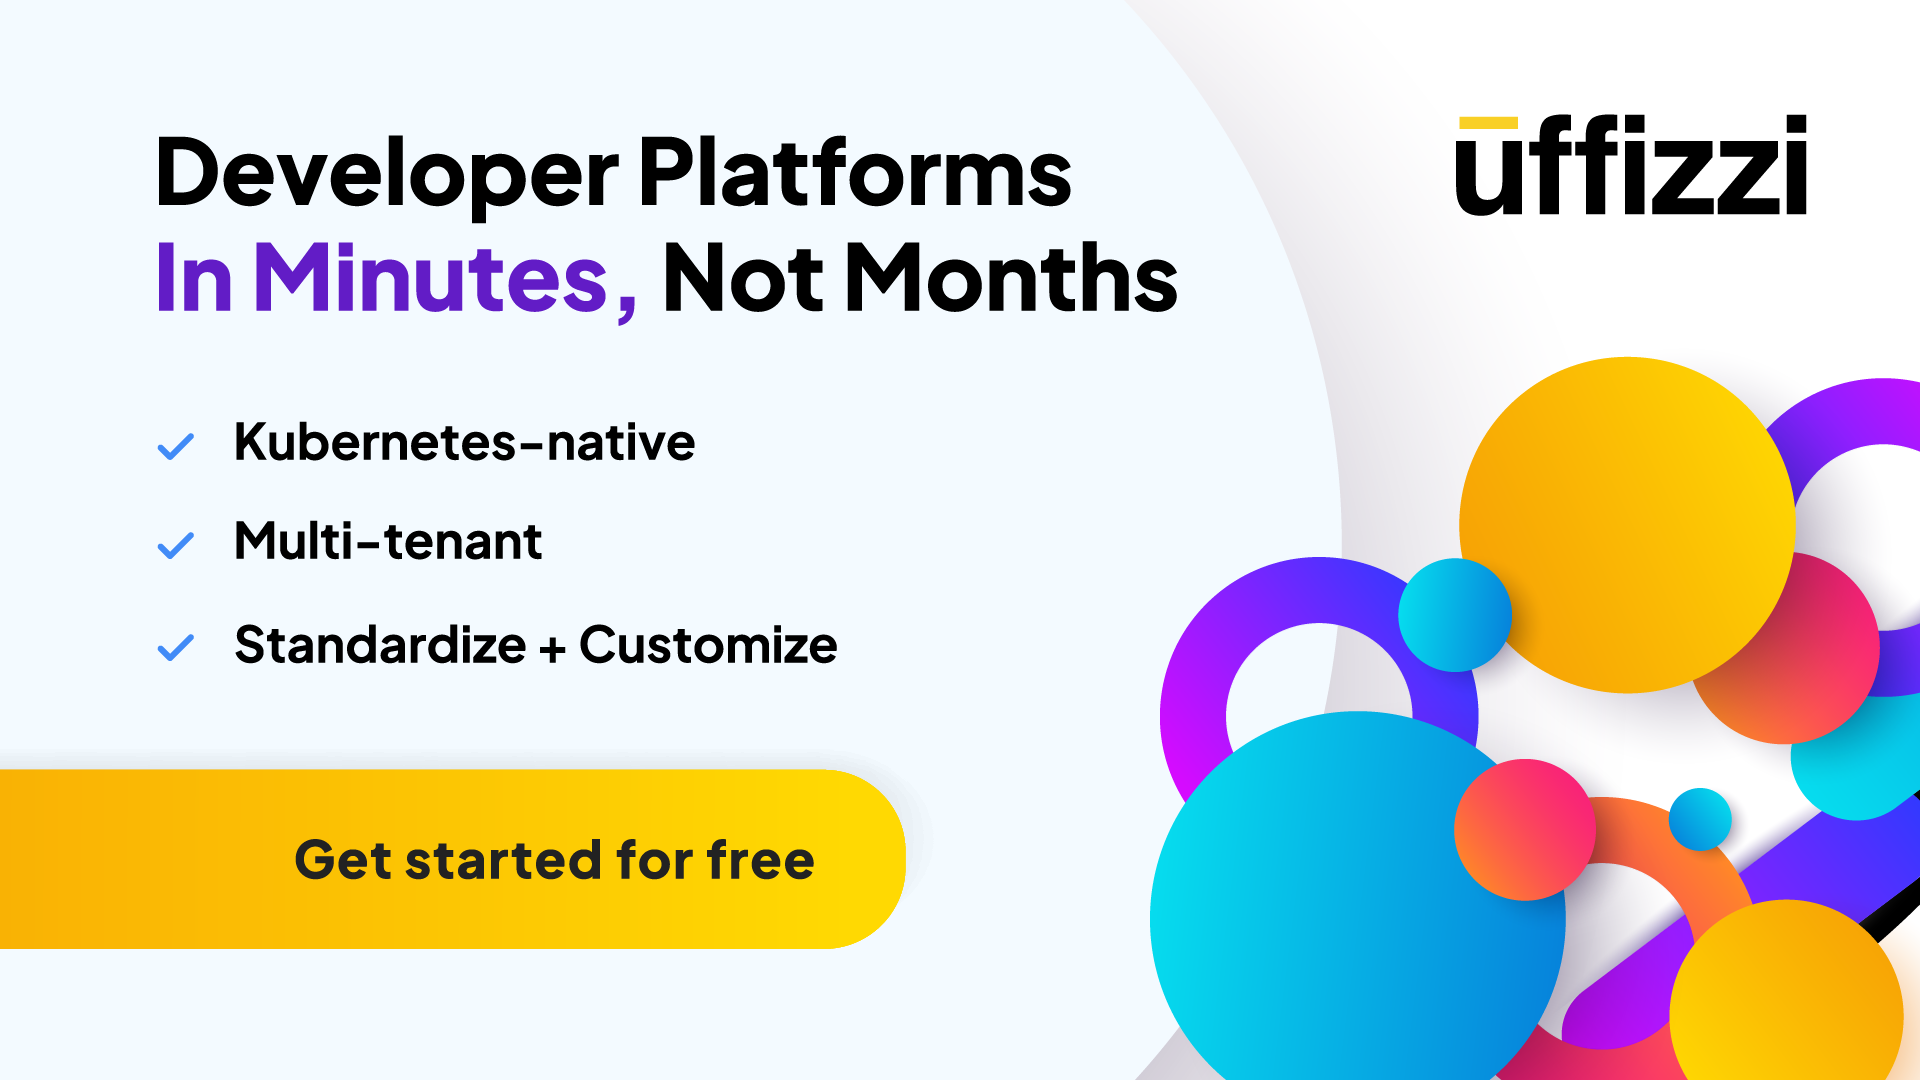 Developer Platforms
In Minutes, Not Months
uffizzi
Kubernetes-native
Multi-tenant
Standardize + Customize
Get started for free